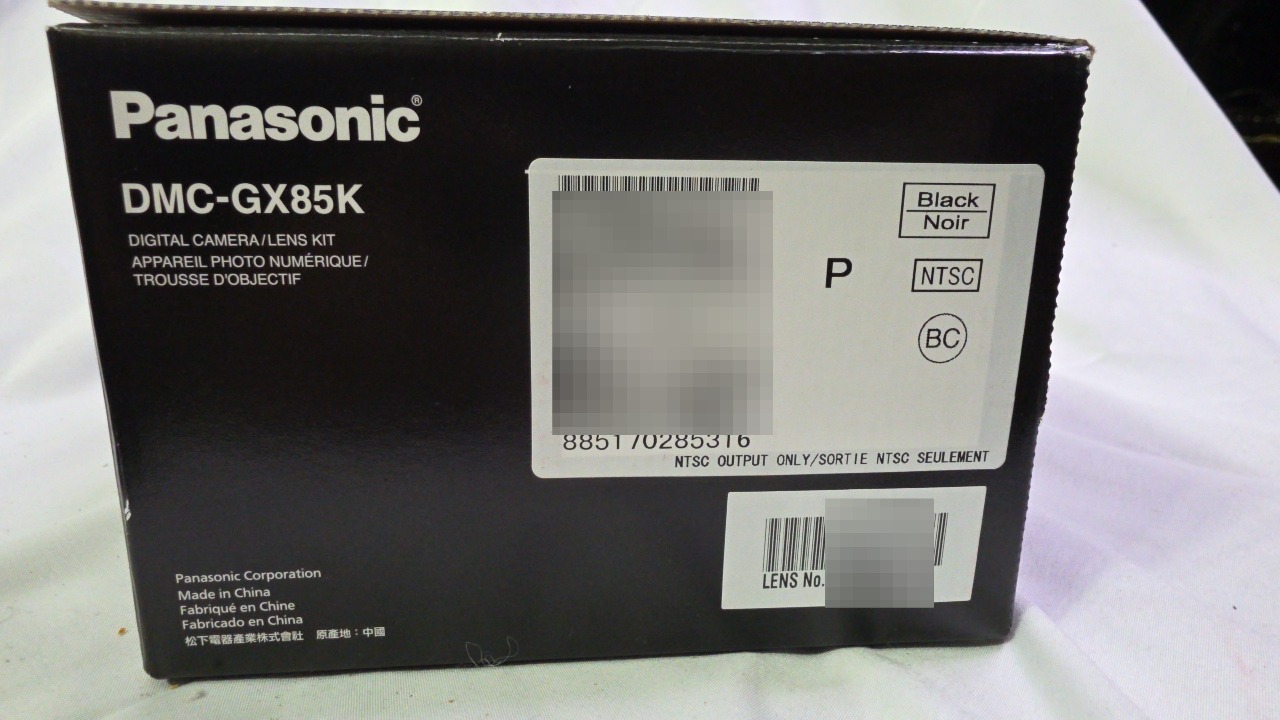 Panasonic®
DMC-GX85K
DIGITAL CAMERA/LENS KIT
APPAREIL PHOTO NUMÉRIQUE/
TROUSSE D'OBJECTIF
Black
Noir
P
NTSC
BC
885170285316
NTSC OUTPUT ONLY/SORTIE NTSC SEULEMENT
LENS No.
Panasonic Corporation
Made in China
Fabriqué en Chine
Fabricado en China
松下電器產業株式會社 原產地：中國